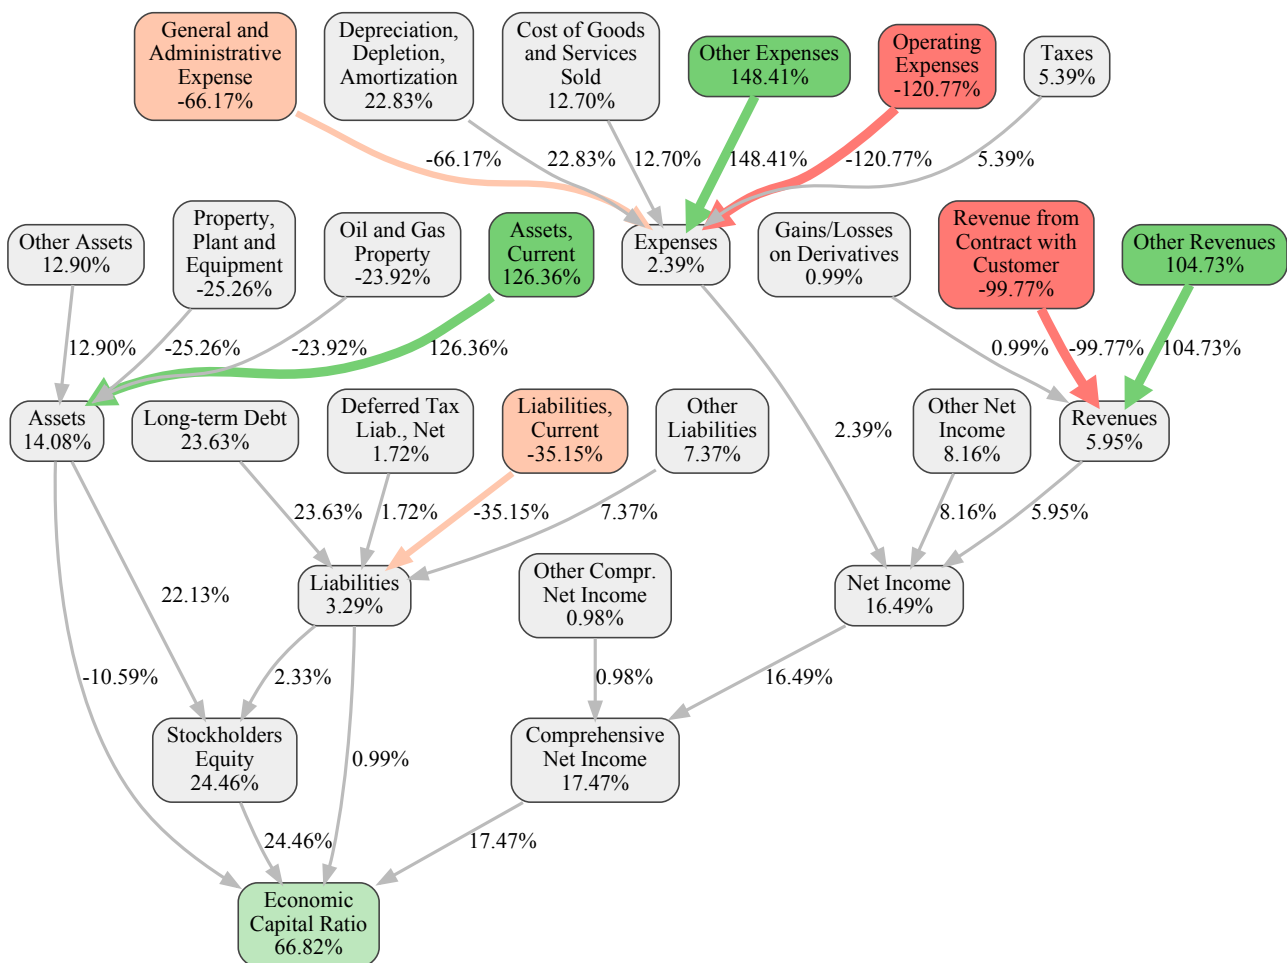 General and
Administrative
Expense
-66.17%
Depreciation,
Depletion,
Amortization
22.83%
Cost of Goods
and Services
Sold
12.70%
Other Expenses
148.41%
Operating
Expenses
-120.77%
Taxes
5.39%
-66.17%
22.83%
12.70%
148.41%
-120.77%
5.39%
Other Assets
12.90%
Property,
Plant and
Equipment
-25.26%
Oil and Gas
Property
-23.92%
Assets,
Current
126.36%
Expenses
2.39%
Gains/Losses
on Derivatives
0.99%
Revenue from
Contract with
Customer
-99.77%
Other Revenues
104.73%
12.90%
-25.26%
-23.92%
126.36%
0.99%
-99.77%
104.73%
Assets
14.08%
Long-term Debt
23.63%
Deferred Tax
Liab., Net
1.72%
Liabilities,
Current
-35.15%
Other
Liabilities
7.37%
2.39%
Other Net
Income
8.16%
Revenues
5.95%
23.63%
1.72%
-35.15%
7.37%
8.16%
5.95%
22.13%
Liabilities
3.29%
Other Compr.
Net Income
0.98%
Net Income
16.49%
-10.59%
2.33%
0.98%
16.49%
Stockholders
Equity
24.46%
0.99%
Comprehensive
Net Income
17.47%
24.46%
17.47%
Economic
Capital Ratio
66.82%